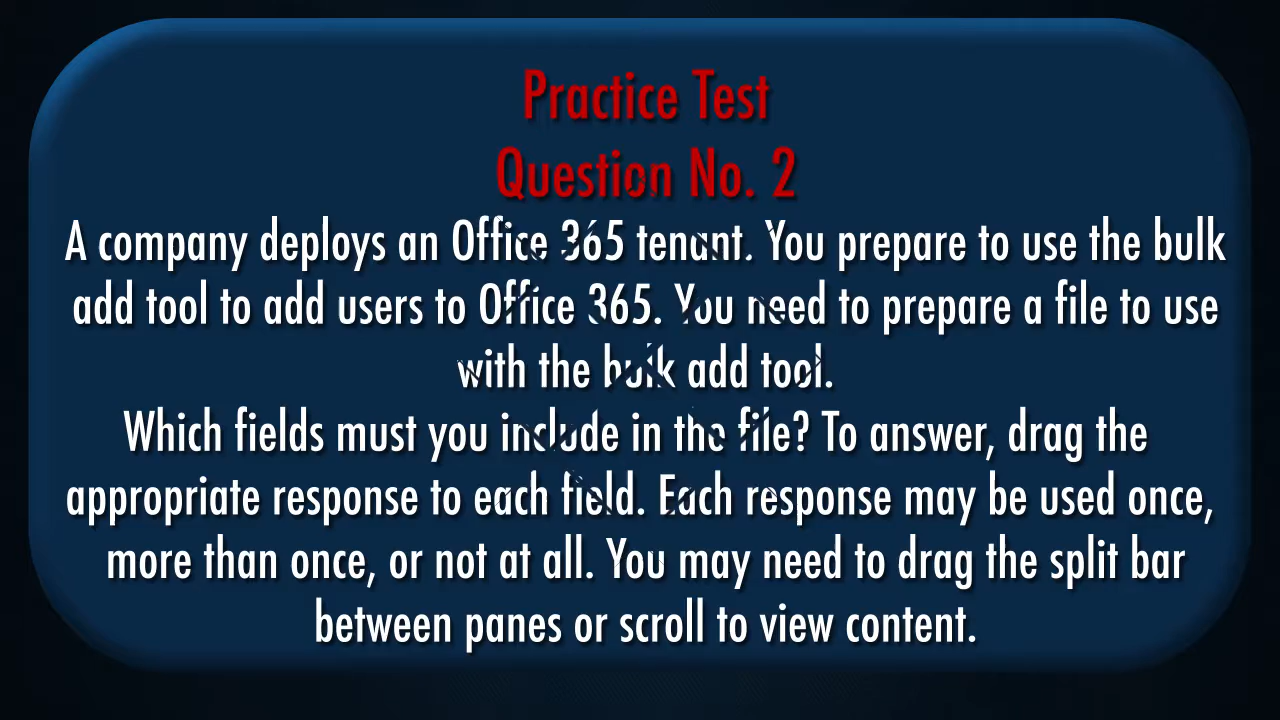 Practice Test
Question No. 2
A company deploys an Office 365 tenant. You prepare to use the bulk
add tool to add users to Office 365. You need to prepare a file to use
with the bulk add tool.
Which fields must you include in the file? To answer, drag the
appropriate response to each field. Each response may be used once,
more than once, or not at all. You may need to drag the split bar
between panes or scroll to view content.